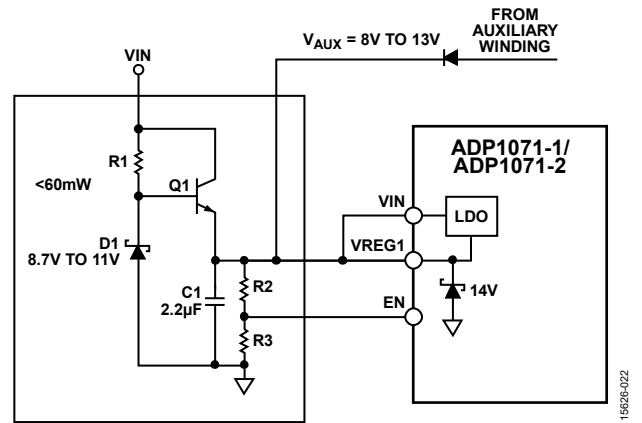 FROM
AUXILIARY
WINDING
VAUX = 8V TO 13V
VIN
ADP1071-1/
ADP1071-2
R1
<60mW
Q1
VIN
LDO
D1
8.7V TO 11V
VREG1
C1
2.2µF
R2
14V
EN
R3
15626-022